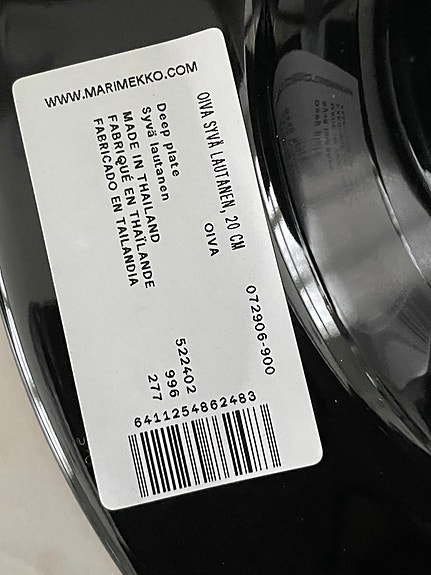 WWW.MARIMEKKO.COM
OIVA SYVÄ LAUTANEN, 20 CM
OIVA
Deep plate
Syvä lautanen
MADE IN THAILAND
FABRIQUÉ EN THAÏLANDE
FABRICADO EN TAILANDIA
072906-900
522402
996
277
6411254862483